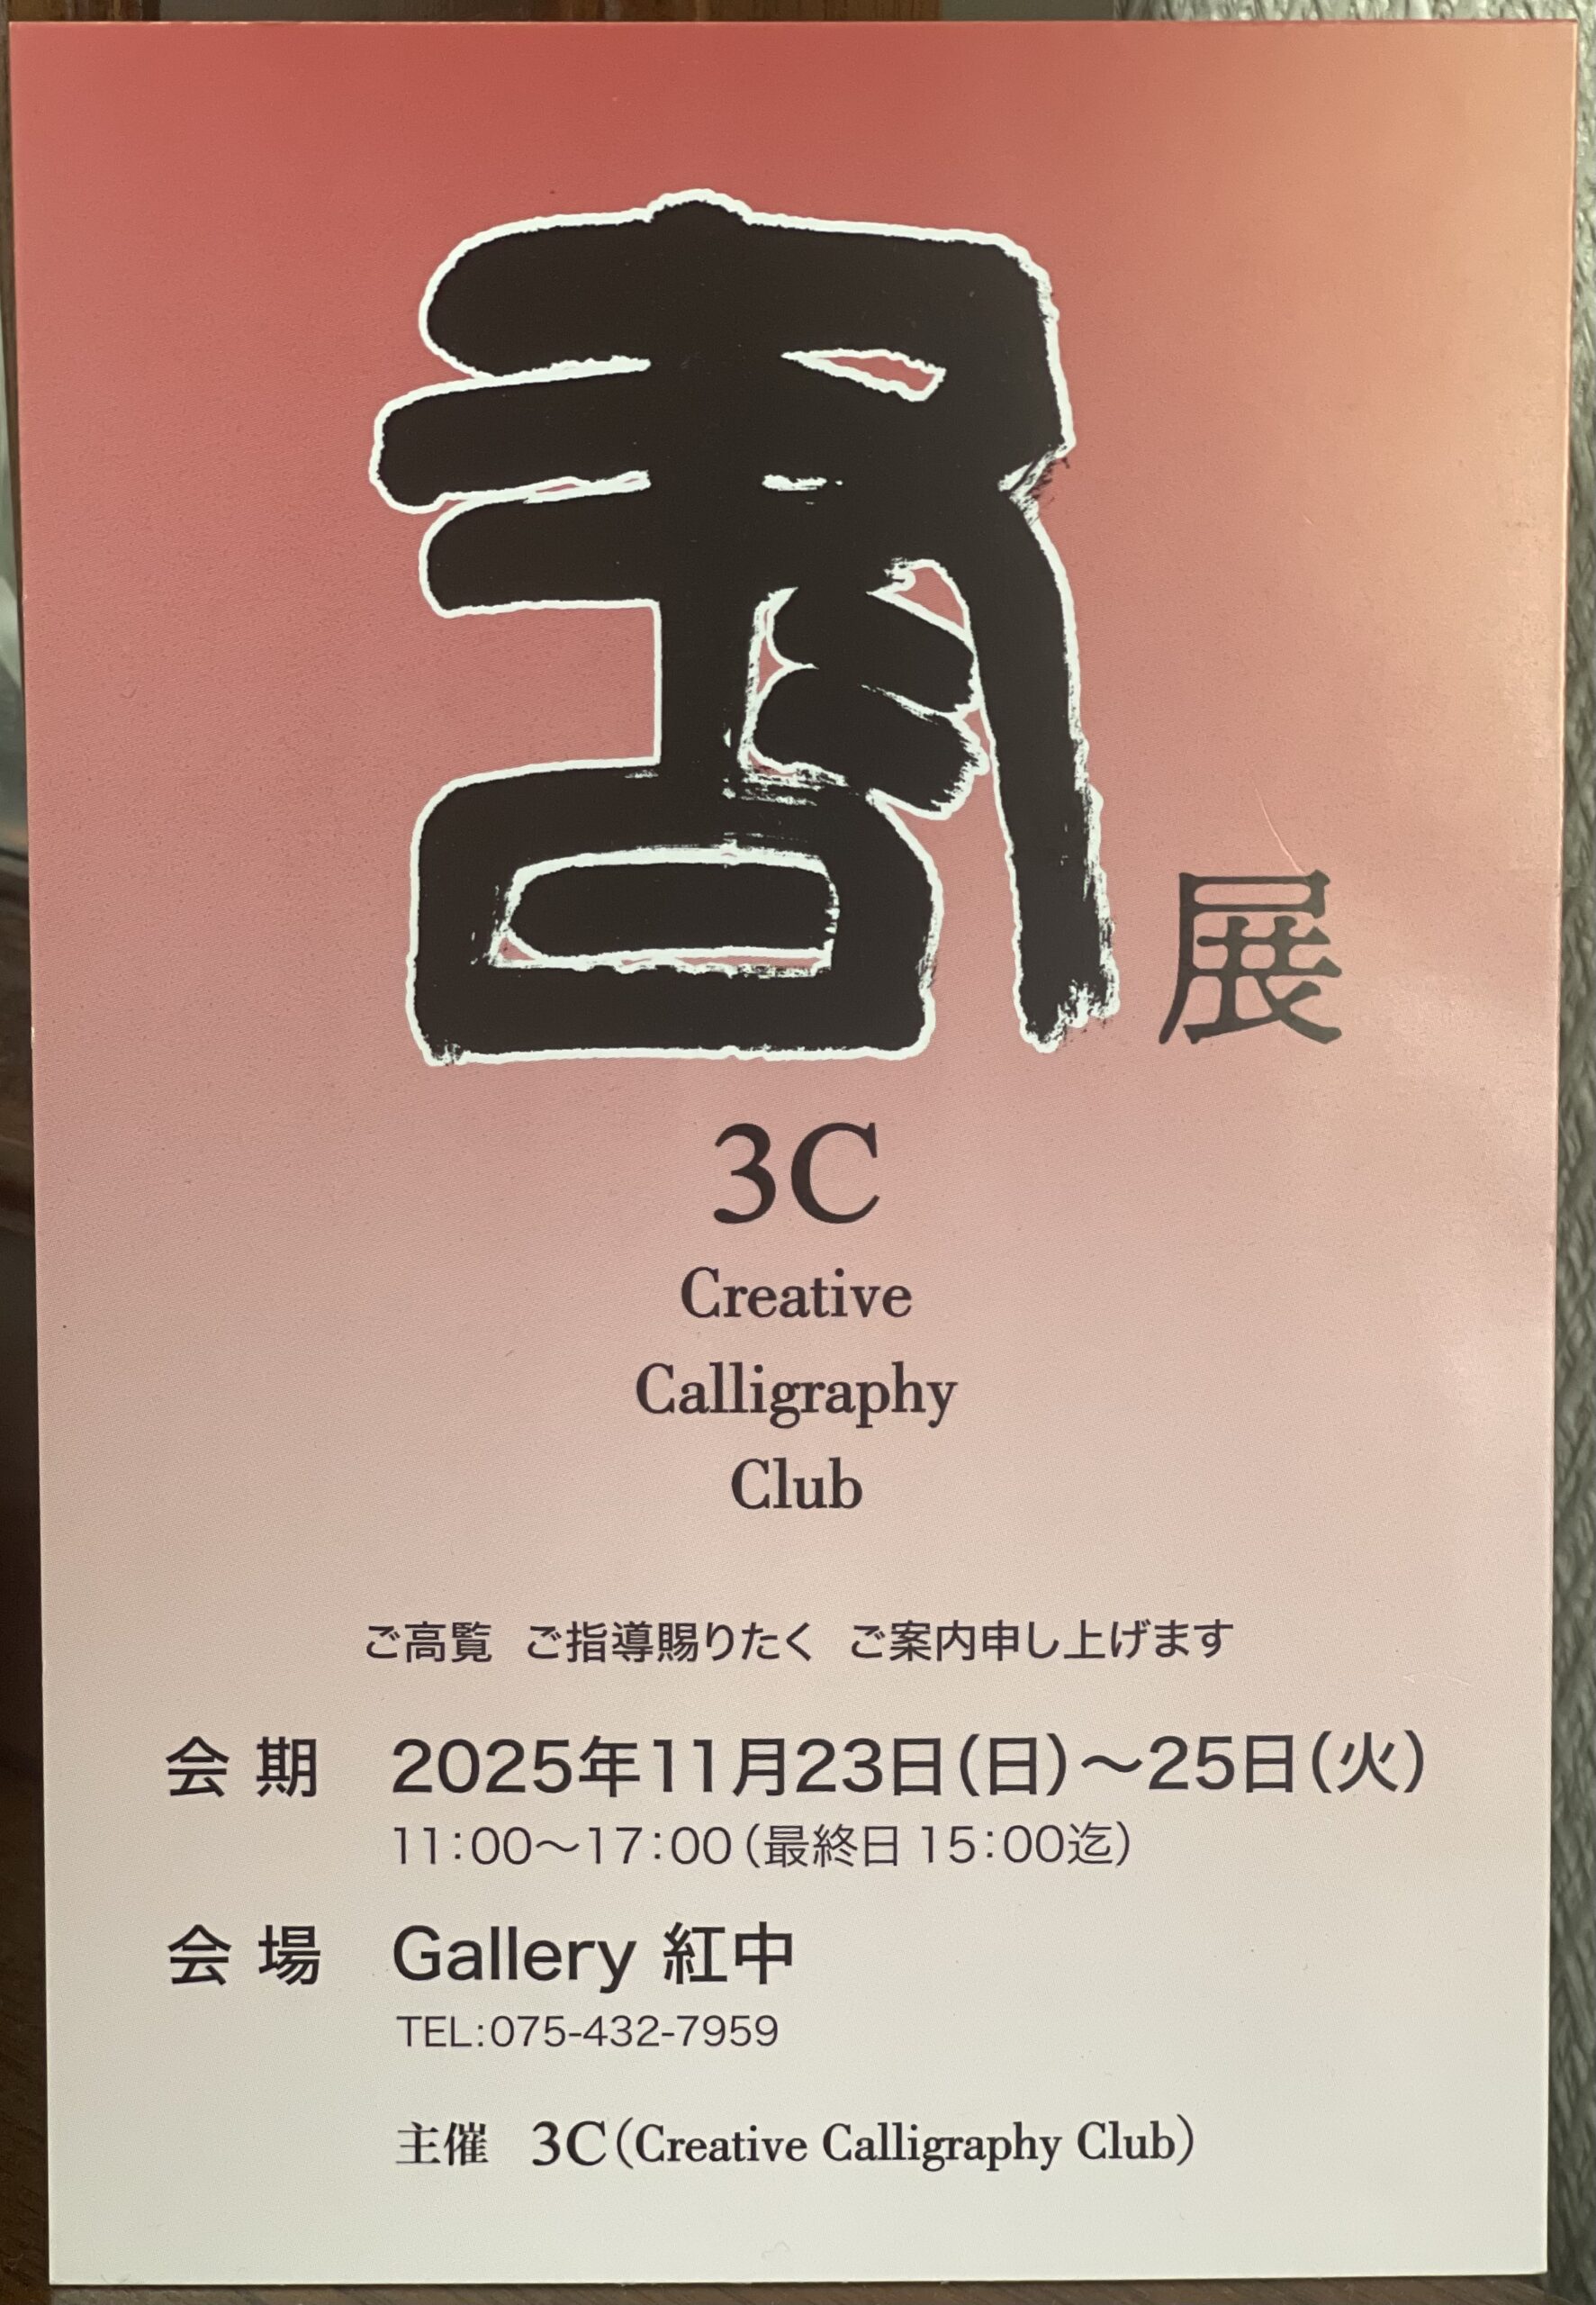 展
3C
Creative
Calligraphy
Club
ご高覧 ご指導賜りたく ご案内申し上げます
会期 2025年11月23日(日)～25日(火)
11:00～17:00(最終日 15:00迄)
会場 Gallery 紅中
TEL:075-432-7959
主催 3C(Creative Calligraphy Club)